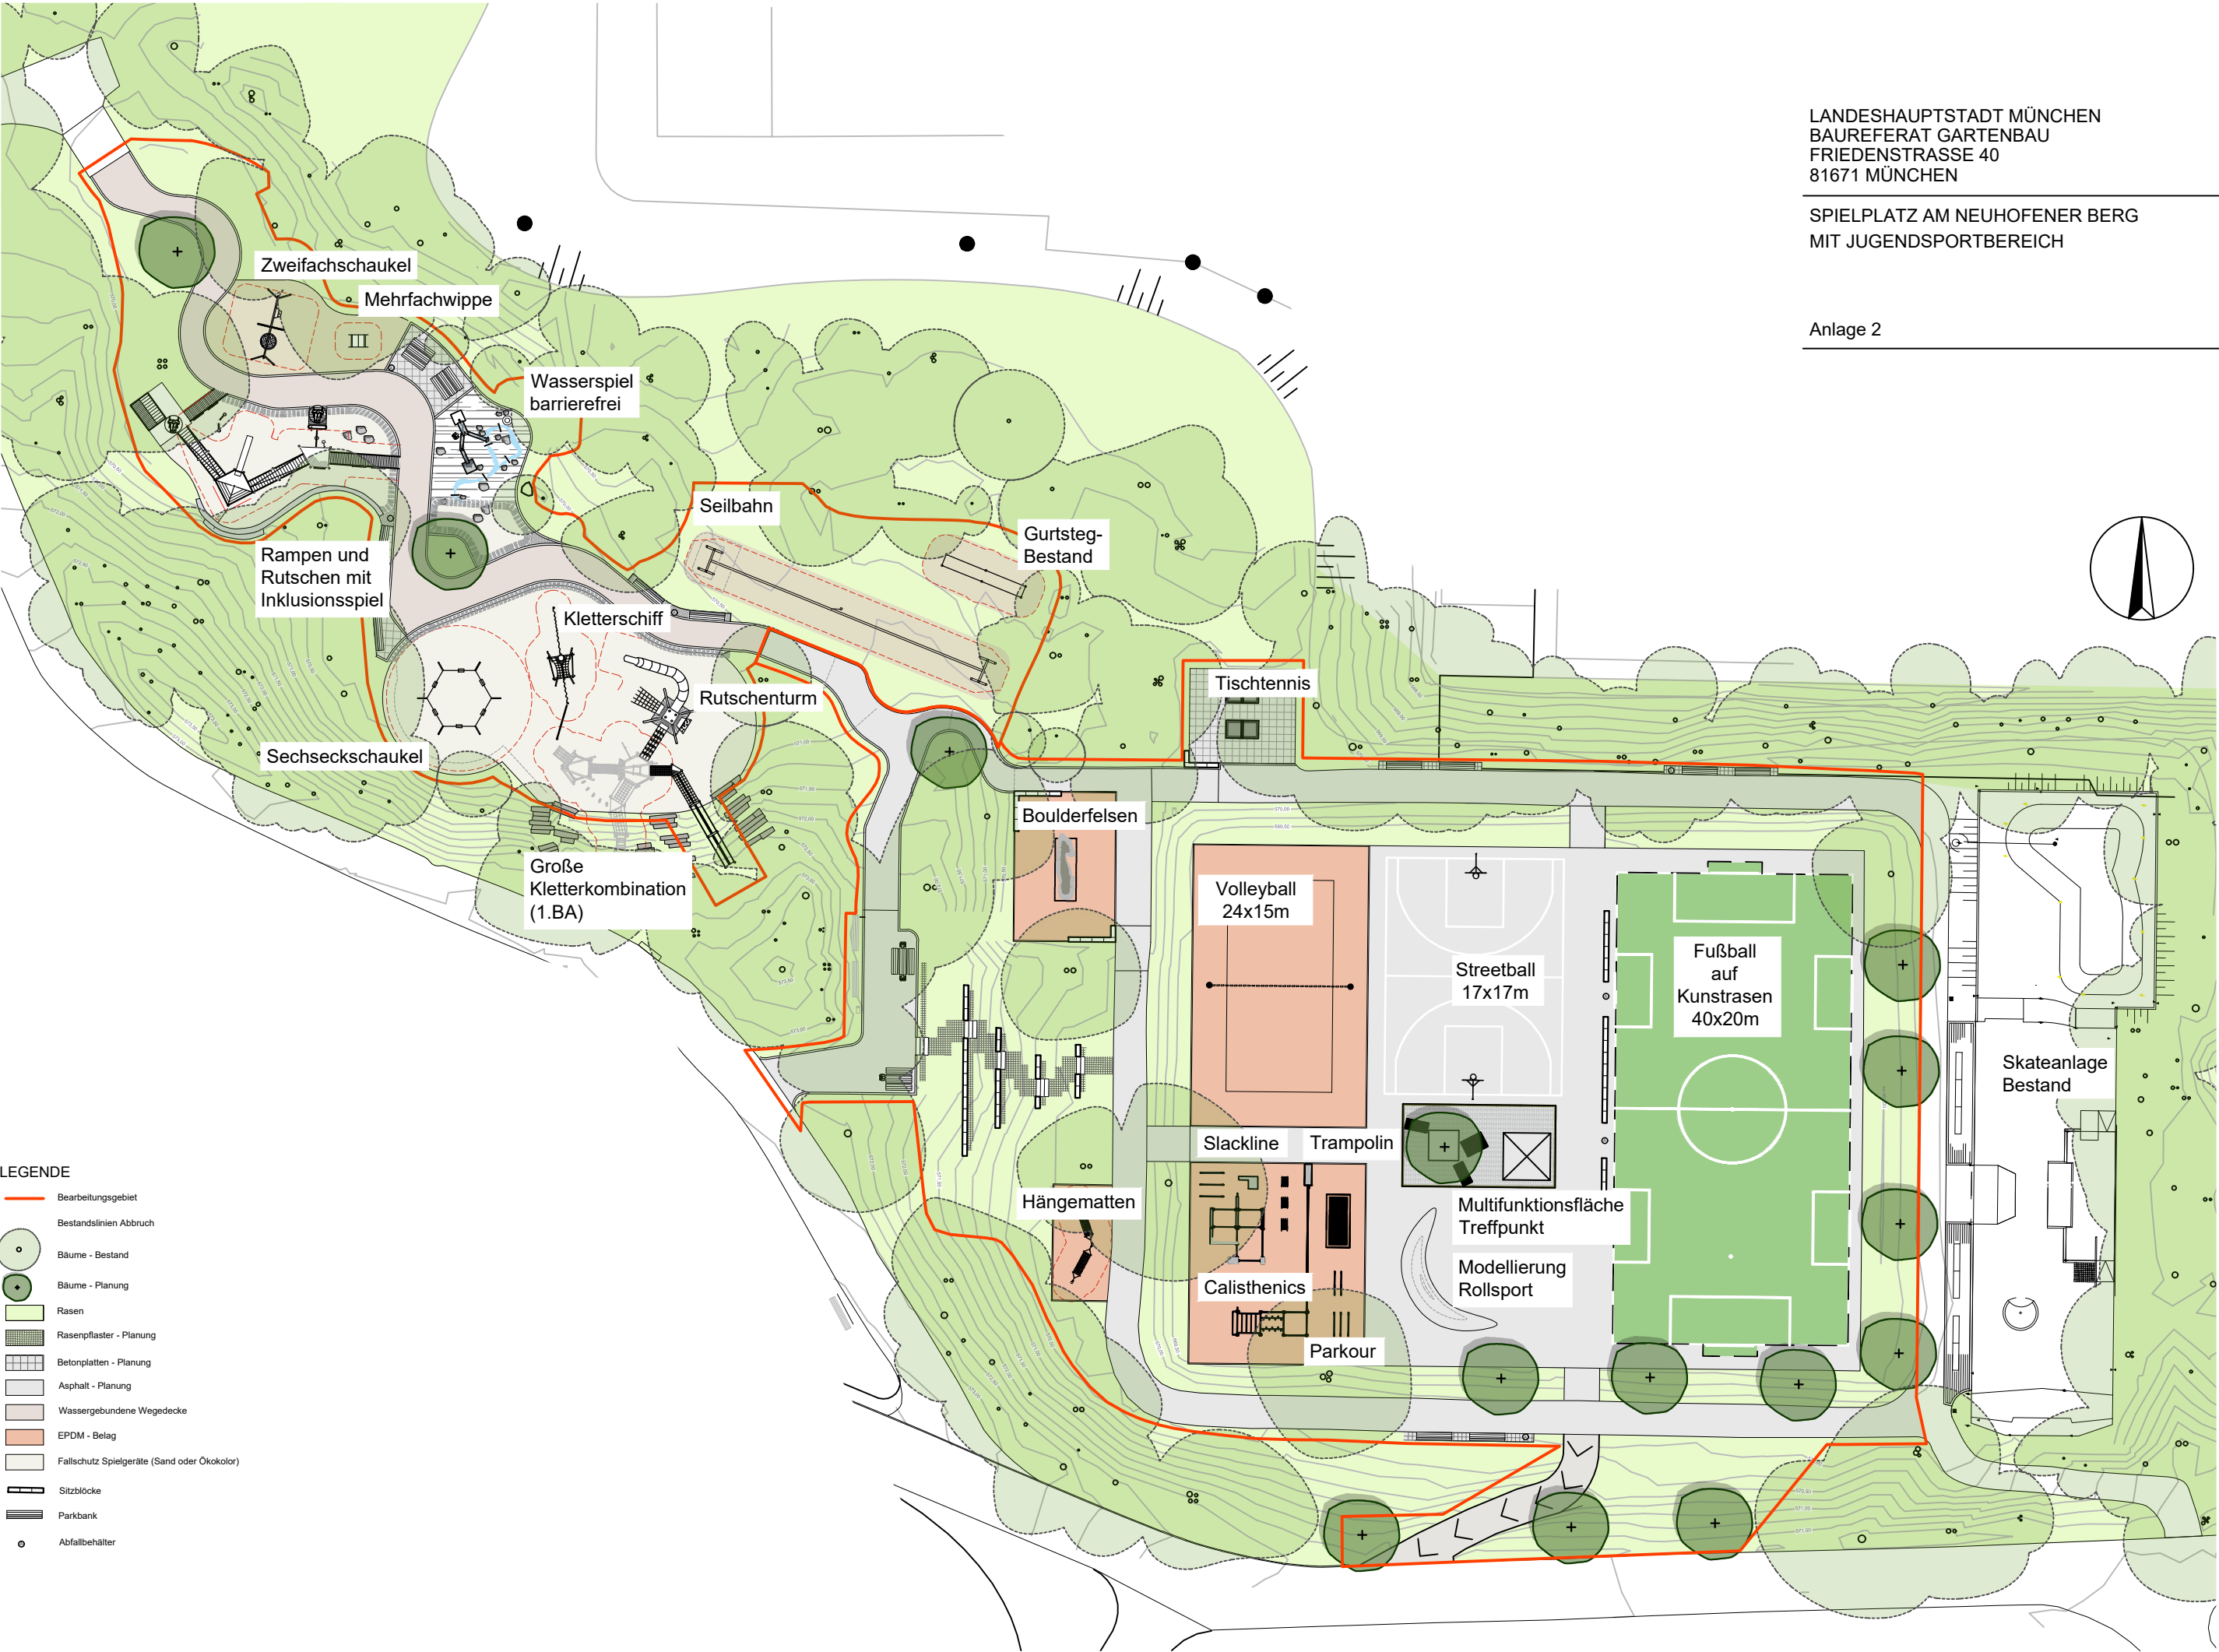 LANDESHAUPTSTADT MÜNCHEN
BAUREFERAT GARTENBAU
FRIEDENSTRASSE 40
81671 MÜNCHEN
SPIELPLATZ AM NEUHOFENER BERG
MIT JUGENDSPORTBEREICH
Anlage 2
Zweifachschaukel
Mehrfachwippe
Wasserspiel
barrierefrei
Seilbahn
Gurtsteg-
Bestand
Rampen und
Rutschen mit
Inklusionsspiel
Kletterschiff
Rutschenturm
Tischtennis
Sechseckschaukel
Boulderfelsen
Große
Kletterkombination
(1.BA)
Volleyball
24x15m
Streetball
17x17m
Fußball
auf
Kunstrasen
40x20m
Skateanlage
Bestand
Slackline
Trampolin
Hängematten
Multifunktionsfläche
Treffpunkt
Modellierung
Rollsport
Calisthenics
Parkour
LEGENDE
Bearbeitungsgebiet
Bestandslinien Abbruch
Bäume - Bestand
Bäume - Planung
Rasen
Rasenpflaster - Planung
Betonplatten - Planung
Asphalt - Planung
Wassergebundene Wegedecke
EPDM - Belag
Fallschutz Spielgeräte (Sand oder Ökokolor)
Sitzblöcke
Parkbank
Abfallbehälter